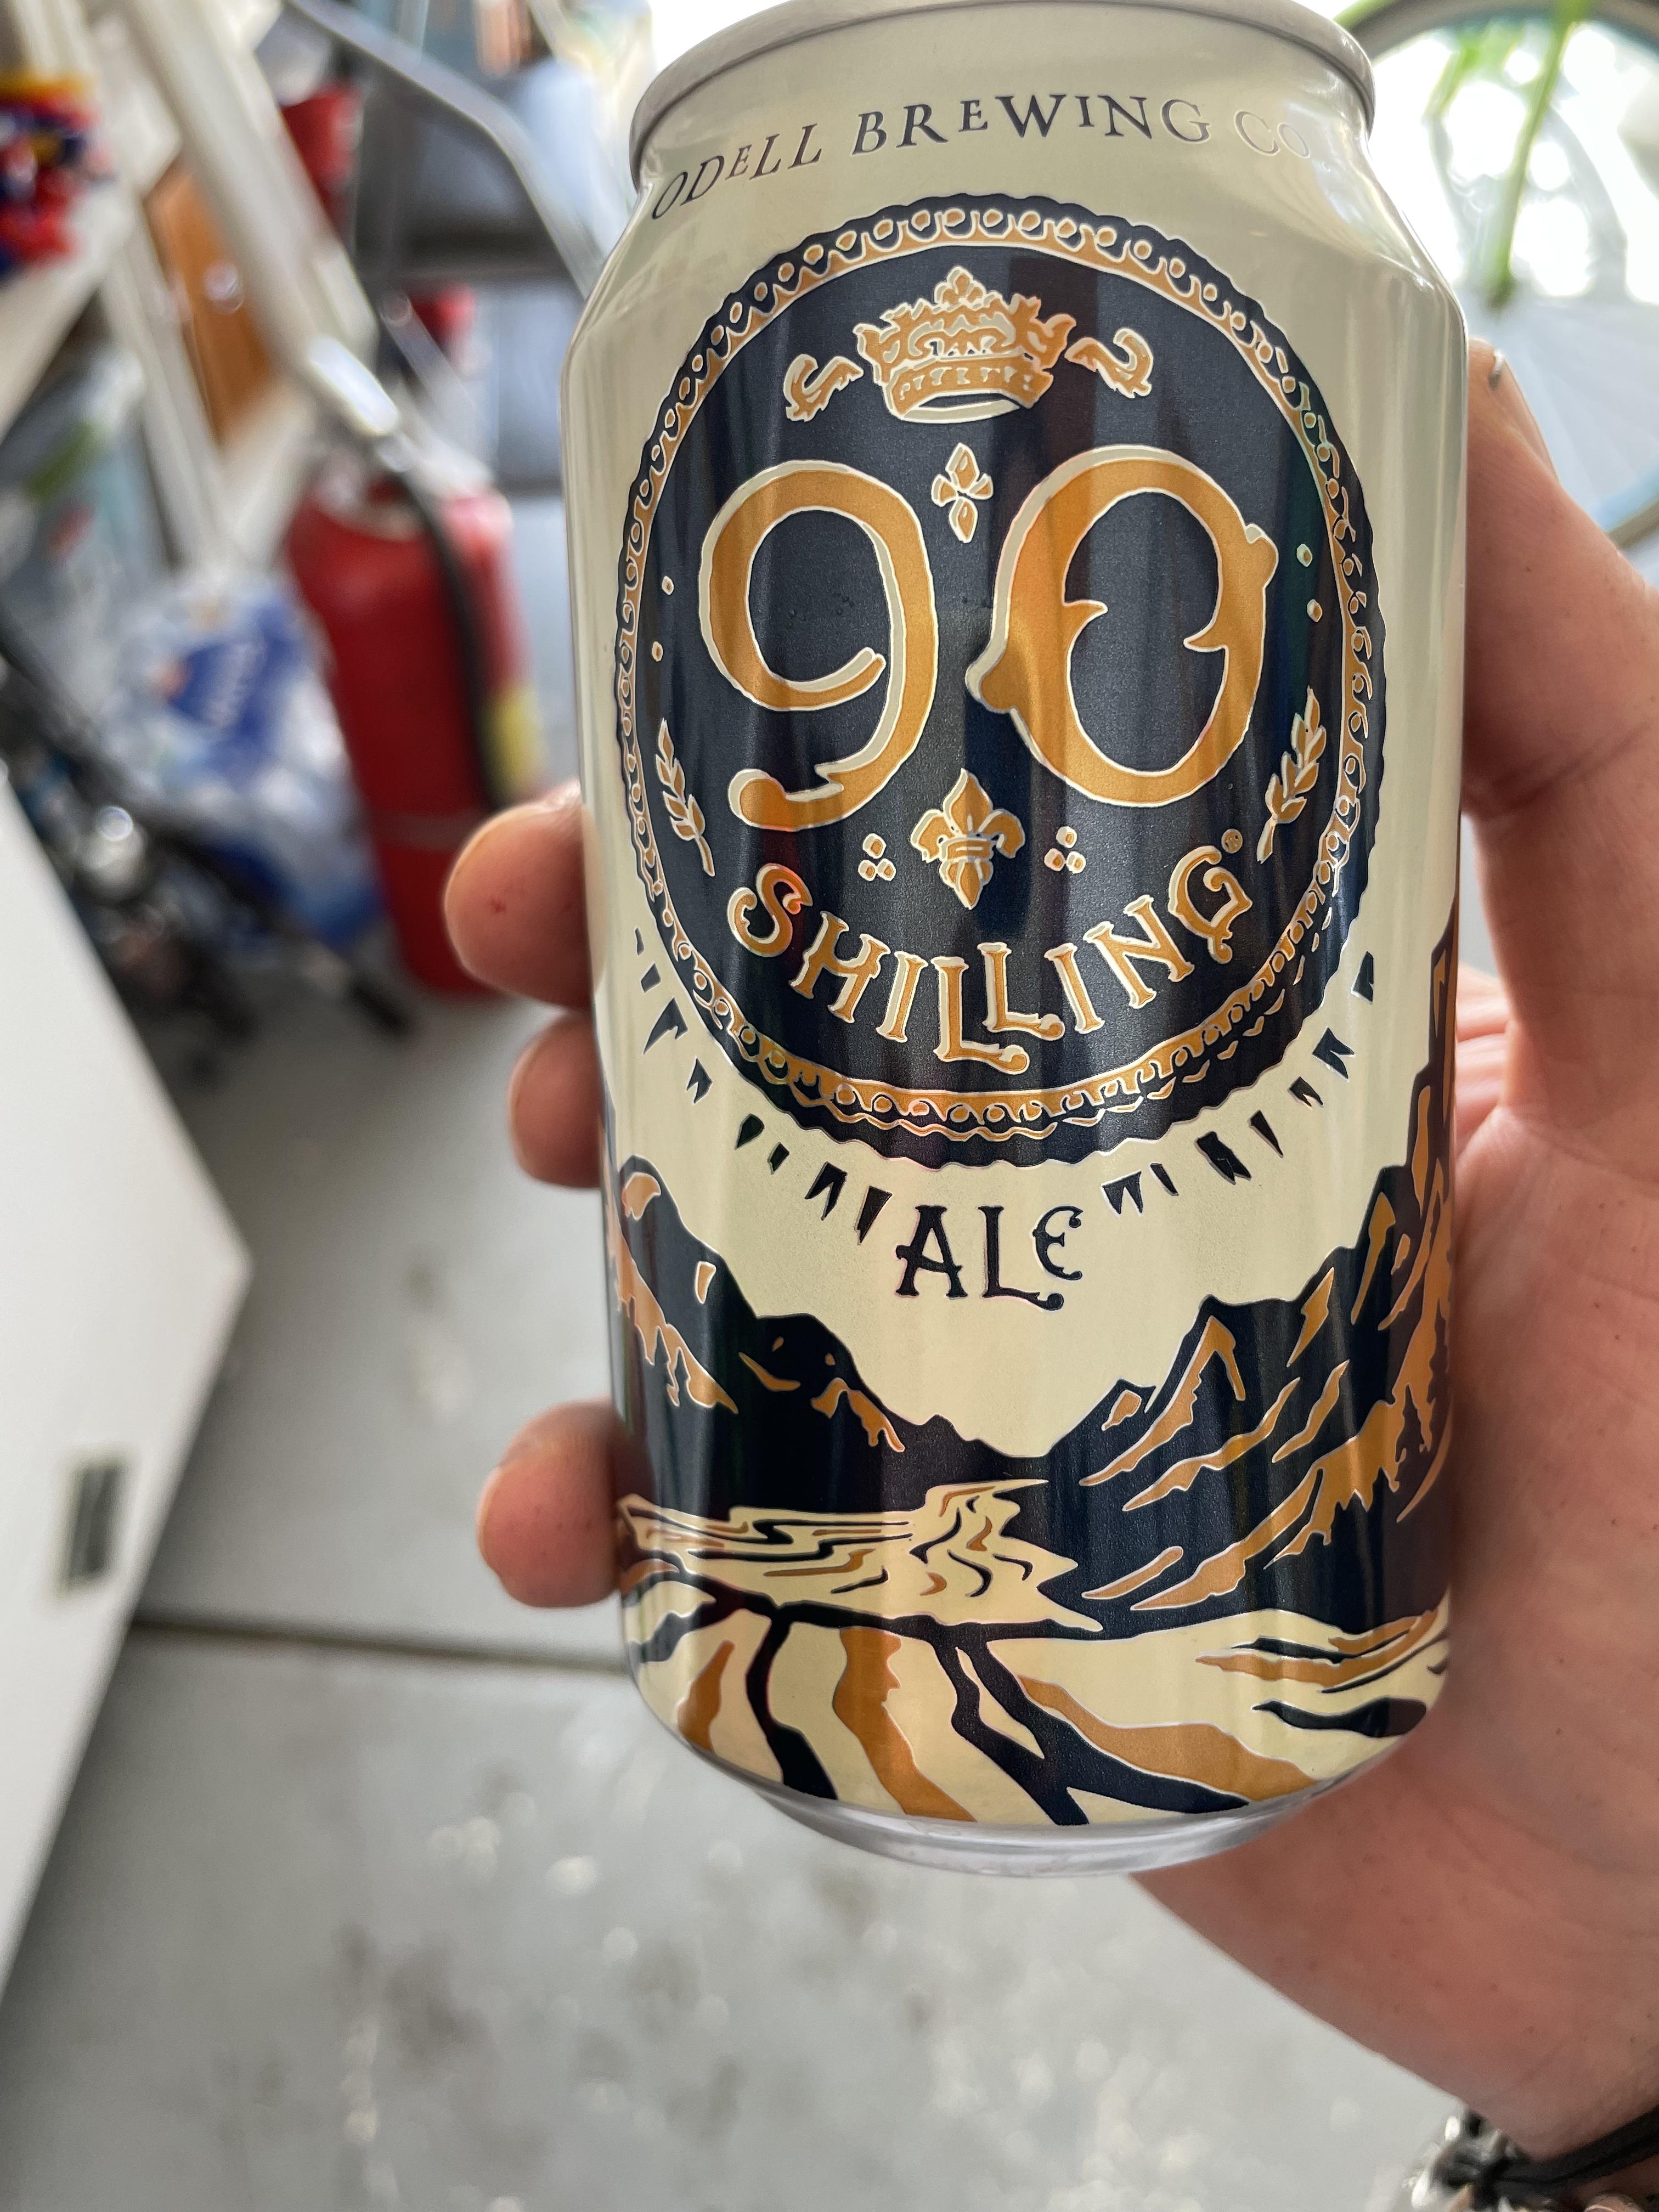 ODELL BREWING CO
90
SHILLING
ALE